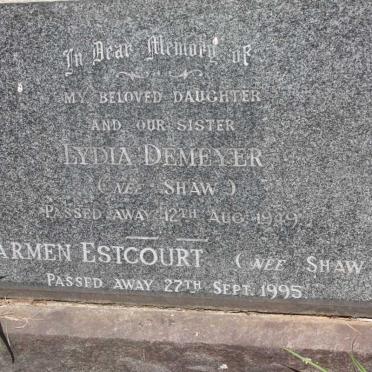 In Dear Memory of
MY BELOVED DAUGHTER
AND OUR SISTER
LYDIA DEMEYER
( NEE SHAW )
PASSED AWAY 12TH AUG. 1949
ARMEN ESTCOURT ( NEE SHAW
PASSED AWAY 27TH SEPT. 1995